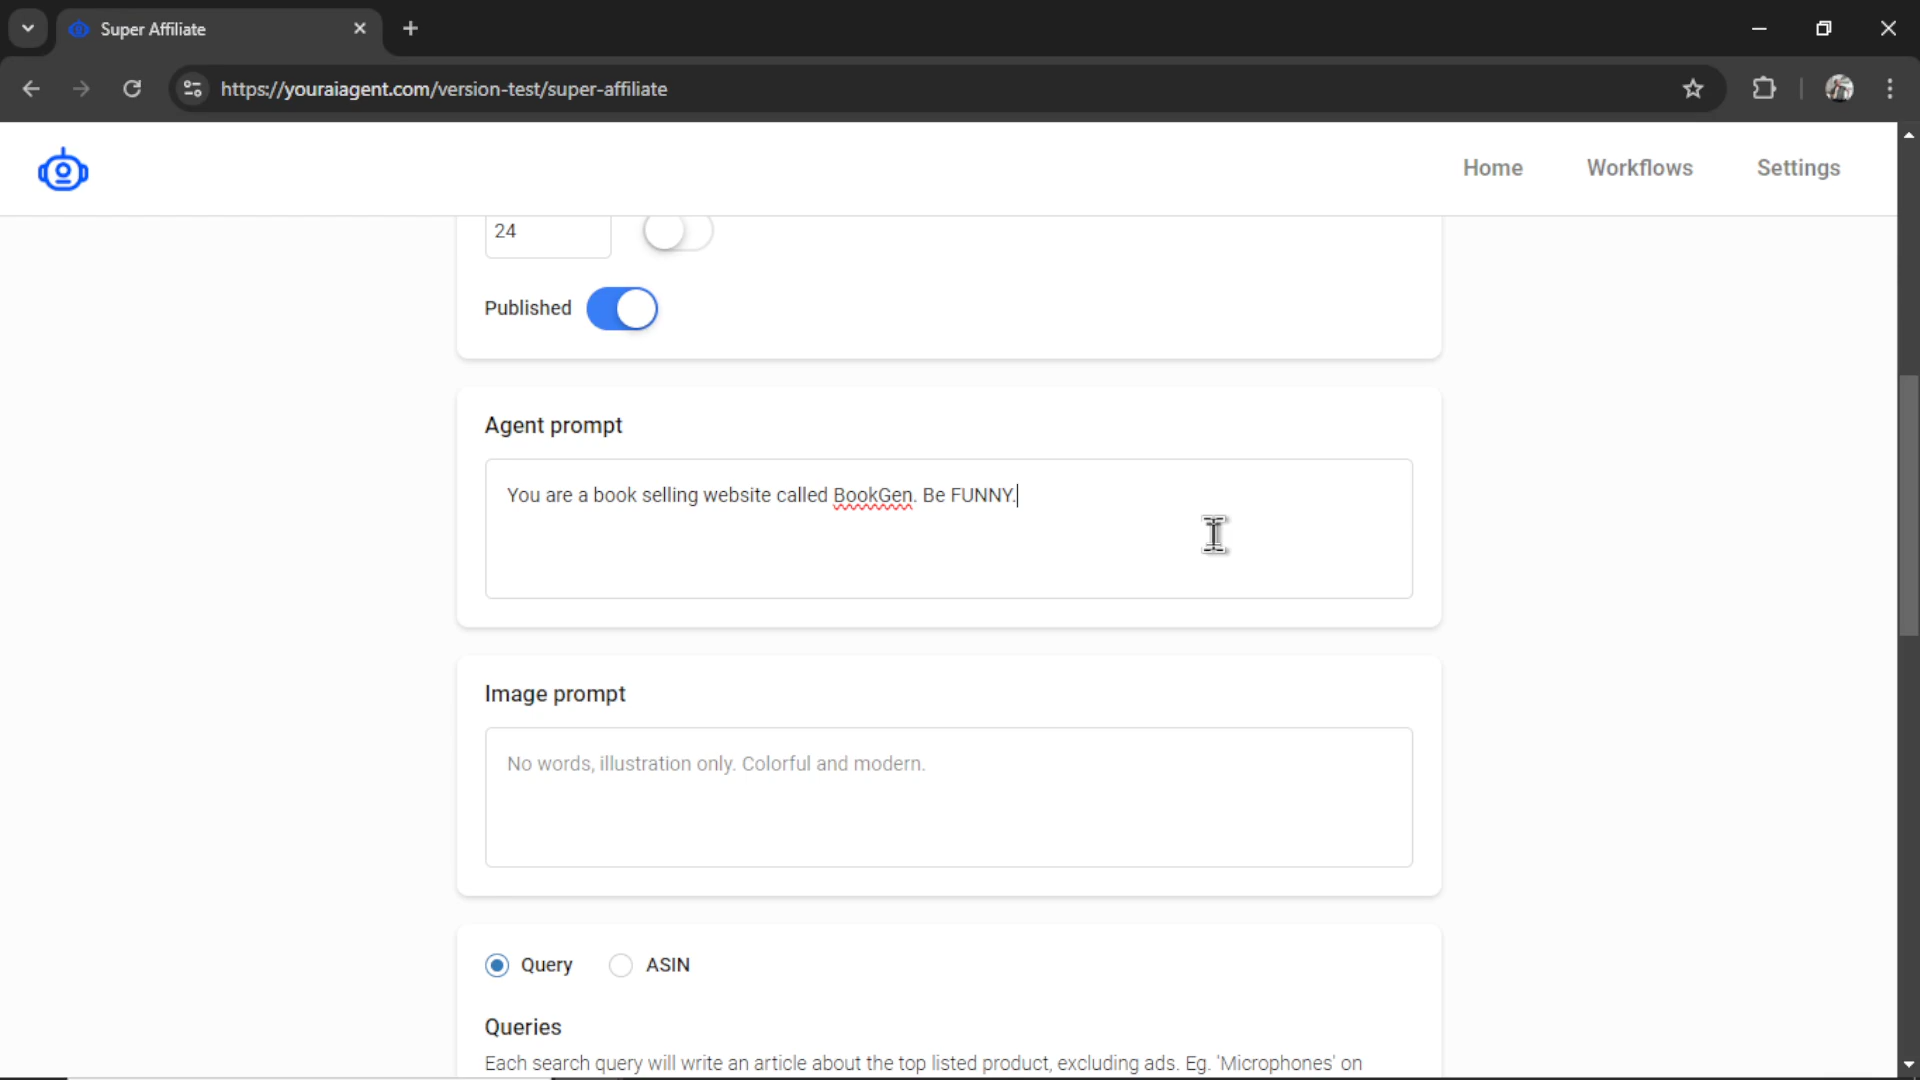 Super Affiliate
https://youraiagent.com/version-test/super-affiliate
Home Workflows Settings
24
Published
Agent prompt
You are a book selling website called BookGen. Be FUNNY.
Image prompt
No words, illustration only. Colorful and modern.
Query ASIN
Queries
Each search query will write an article about the top listed product, excluding ads. Eg. 'Microphones' on